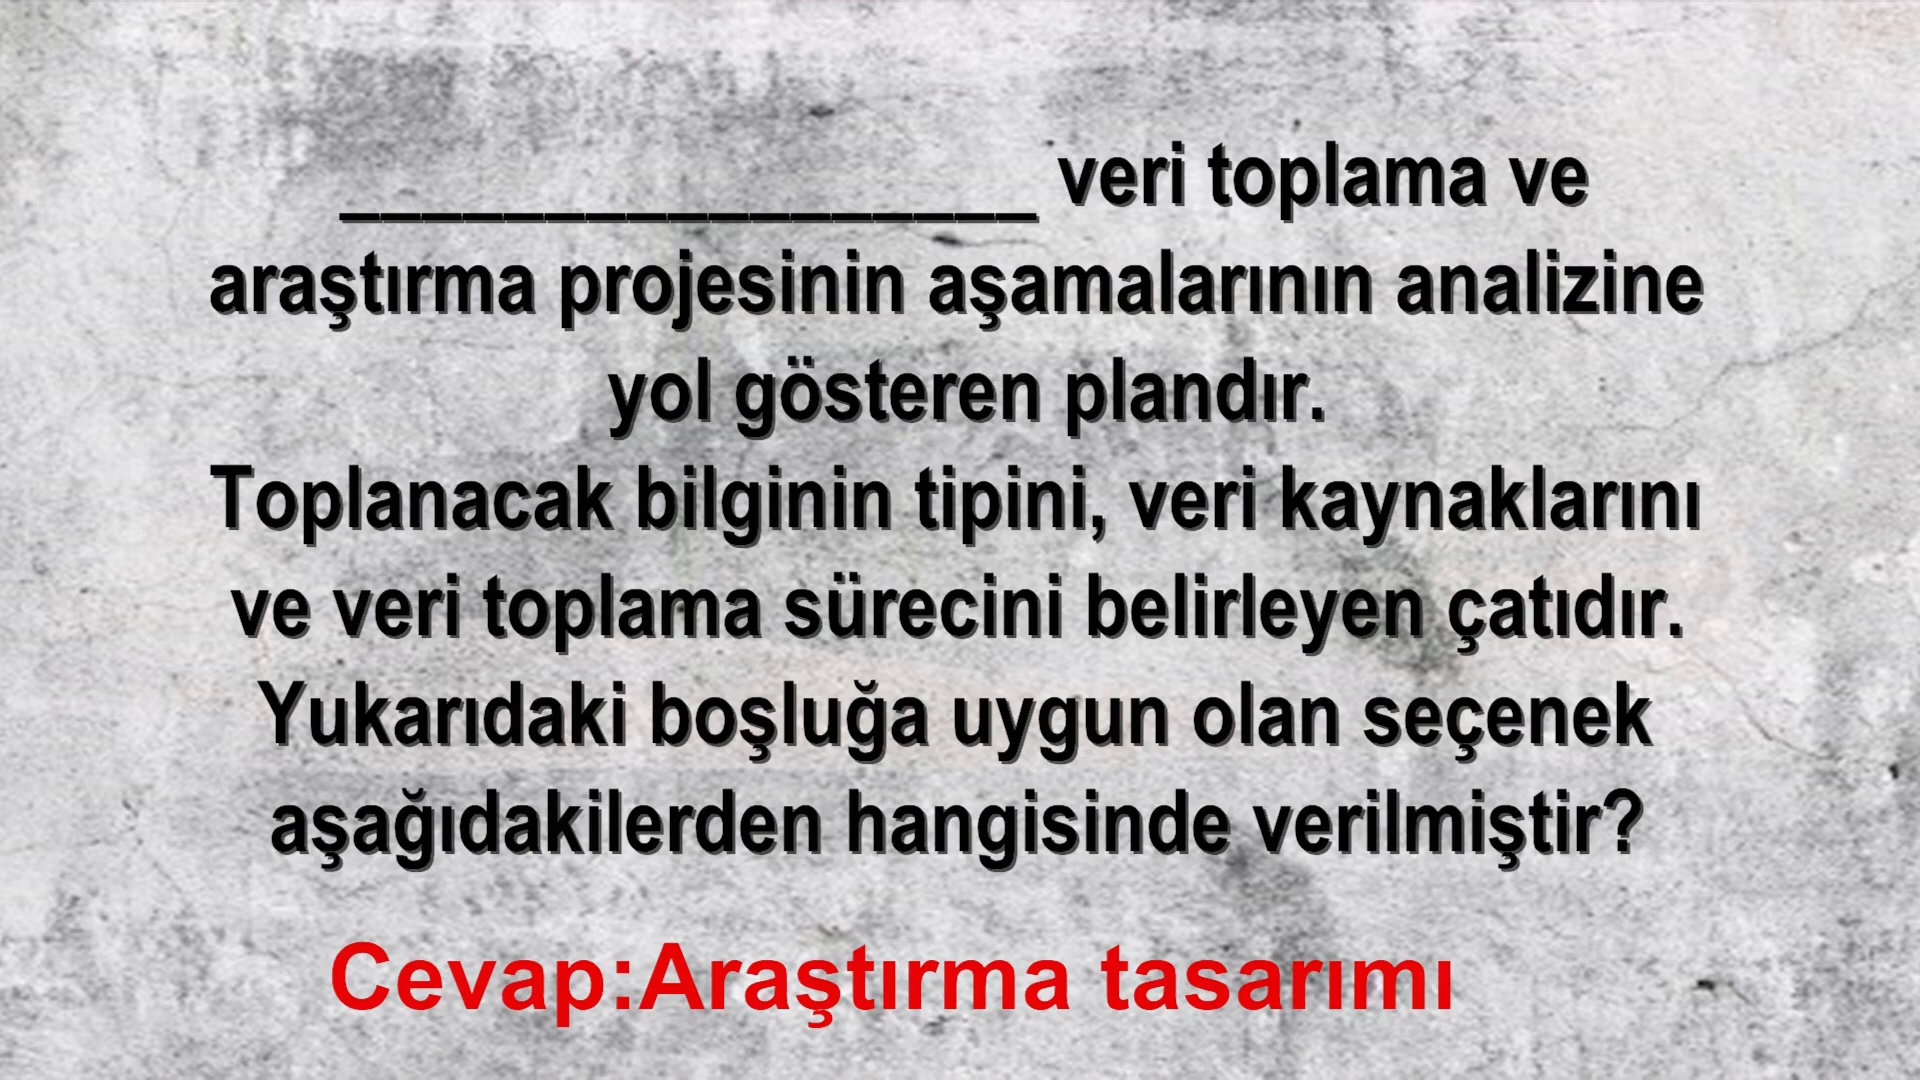 _________________ veri toplama ve
araştırma projesinin aşamalarının analizine
yol gösteren plandır.
Toplanacak bilginin tipini, veri kaynaklarını
ve veri toplama sürecini belirleyen çatıdır.
Yukarıdaki boşluğa uygun olan seçenek
aşağıdakilerden hangisinde verilmiştir?
Cevap:Araştırma tasarımı